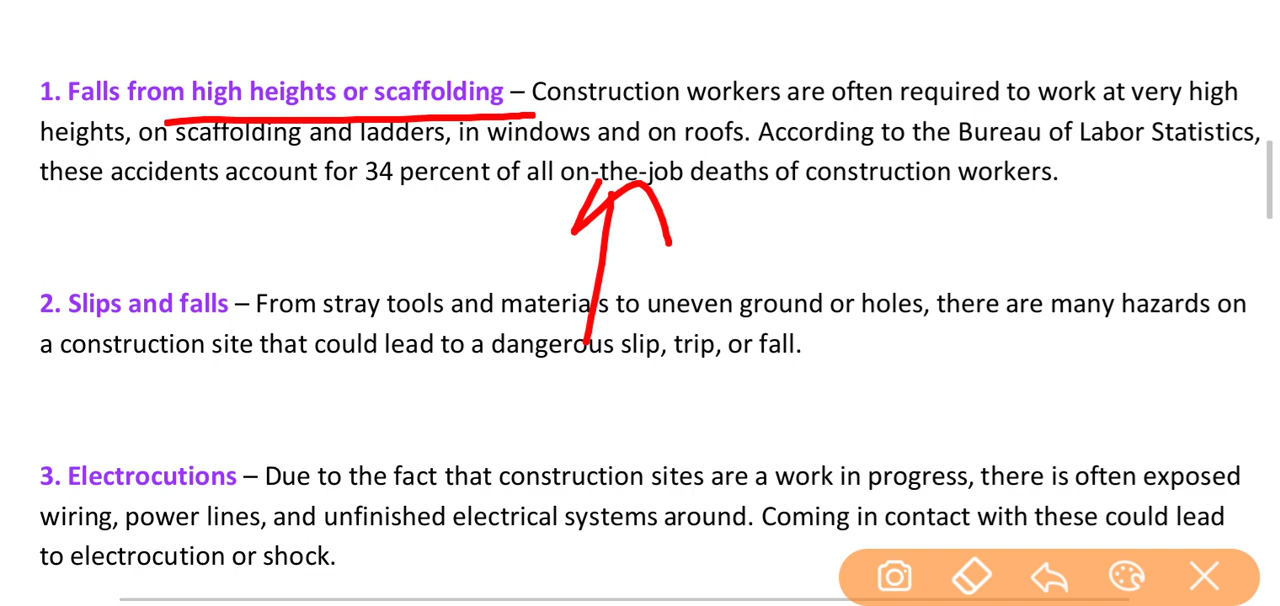 1. Falls from high heights or scaffolding – Construction workers are often required to work at very high
heights, on scaffolding and ladders, in windows and on roofs. According to the Bureau of Labor Statistics,
these accidents account for 34 percent of all on-the-job deaths of construction workers.
2. Slips and falls – From stray tools and materials to uneven ground or holes, there are many hazards on
a construction site that could lead to a dangerous slip, trip, or fall.
3. Electrocutions – Due to the fact that construction sites are a work in progress, there is often exposed
wiring, power lines, and unfinished electrical systems around. Coming in contact with these could lead
to electrocution or shock.